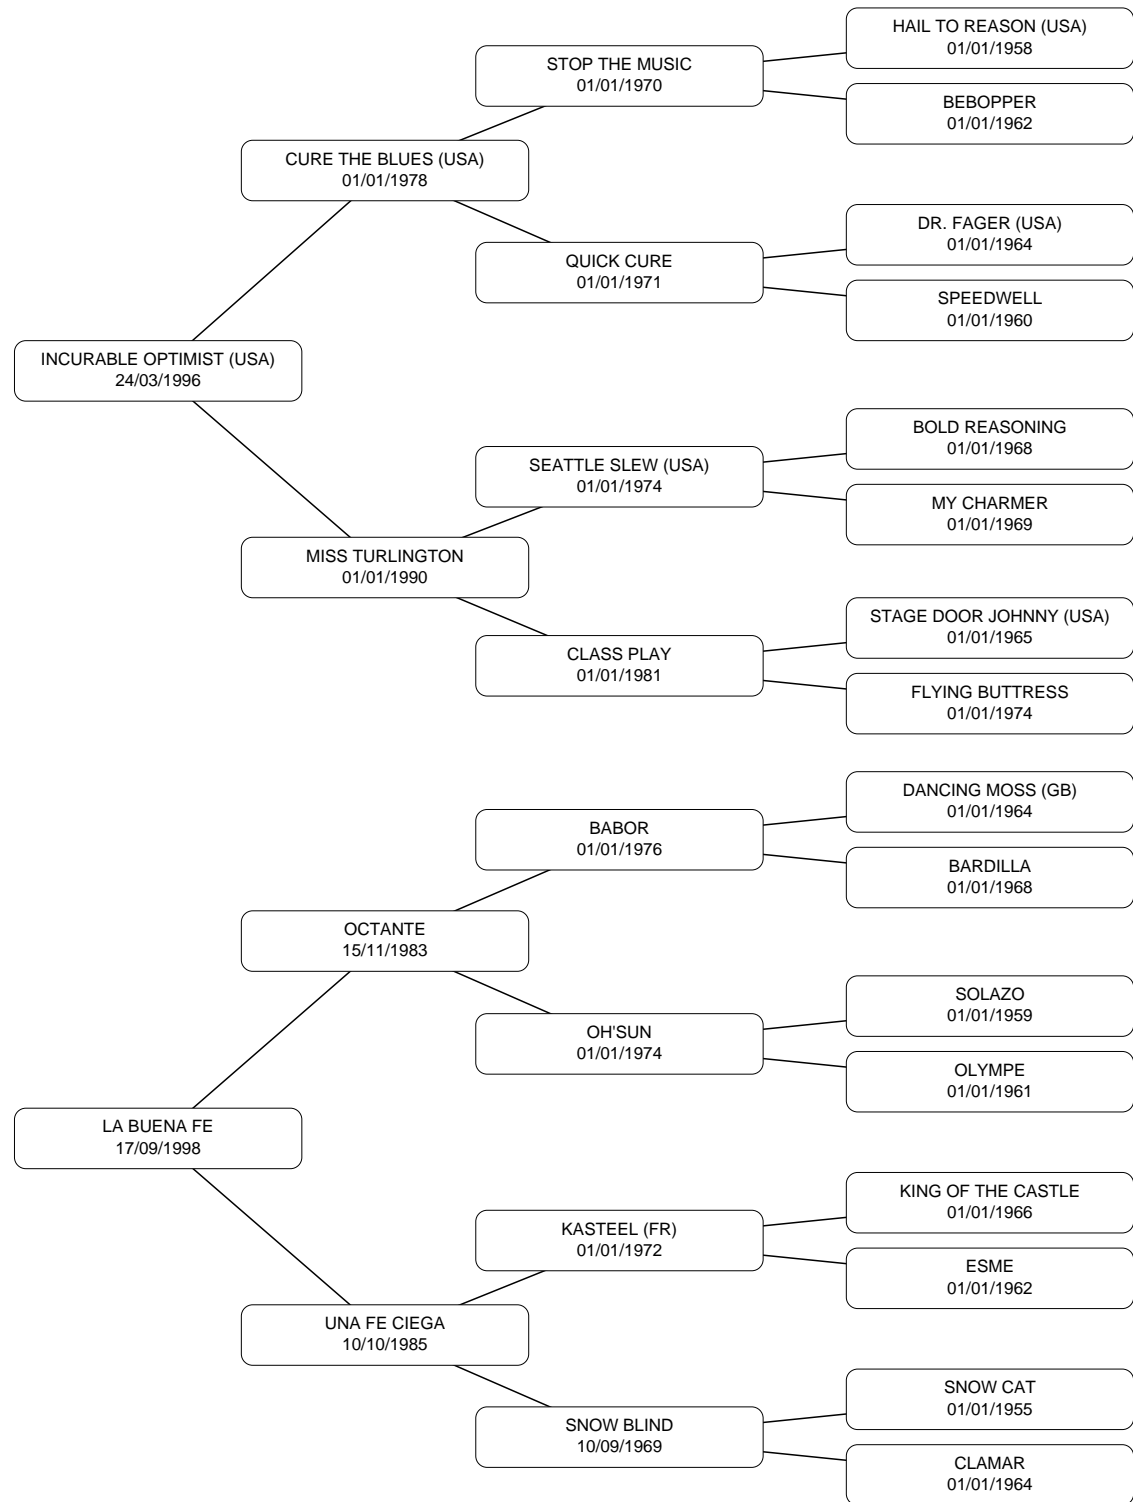 HAIL TO REASON (USA)
01/01/1958
STOP THE MUSIC
01/01/1970
BEBOPPER
01/01/1962
CURE THE BLUES (USA)
01/01/1978
DR. FAGER (USA)
01/01/1964
QUICK CURE
01/01/1971
SPEEDWELL
01/01/1960
INCURABLE OPTIMIST (USA)
24/03/1996
BOLD REASONING
01/01/1968
SEATTLE SLEW (USA)
01/01/1974
MY CHARMER
01/01/1969
MISS TURLINGTON
01/01/1990
STAGE DOOR JOHNNY (USA)
01/01/1965
CLASS PLAY
01/01/1981
FLYING BUTTRESS
01/01/1974
DANCING MOSS (GB)
01/01/1964
BABOR
01/01/1976
BARDILLA
01/01/1968
OCTANTE
15/11/1983
SOLAZO
01/01/1959
OH'SUN
01/01/1974
OLYMPE
01/01/1961
LA BUENA FE
17/09/1998
KING OF THE CASTLE
01/01/1966
KASTEEL (FR)
01/01/1972
ESME
01/01/1962
UNA FE CIEGA
10/10/1985
SNOW CAT
01/01/1955
SNOW BLIND
10/09/1969
CLAMAR
01/01/1964